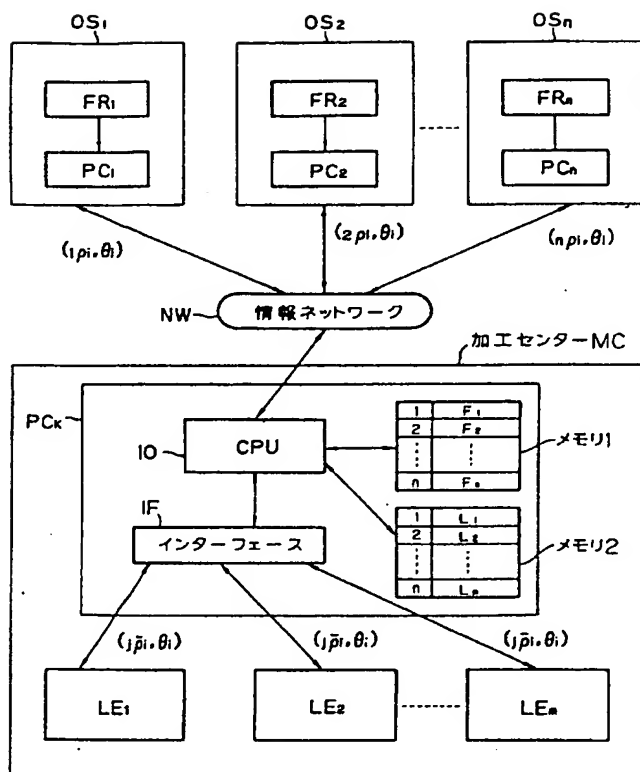 OS₁ OS₂ OSₙ
FR₁ FR₂ FRₙ
PC₁ PC₂ PCₙ
(₁ρi,θi) (₂ρi,θi) (ₙρi,θi)
NW 情報ネットワーク
加工センターMC
PCκ
10 CPU
1 F₁
2 F₂
n Fₙ
メモリ1
IF
インターフェース
1 L₁
2 L₂
n Lₙ
メモリ2
(jρ̄i,θi) (jρ̄i,θi) (jρ̄i,θi)
LE₁ LE₂ LEₘ